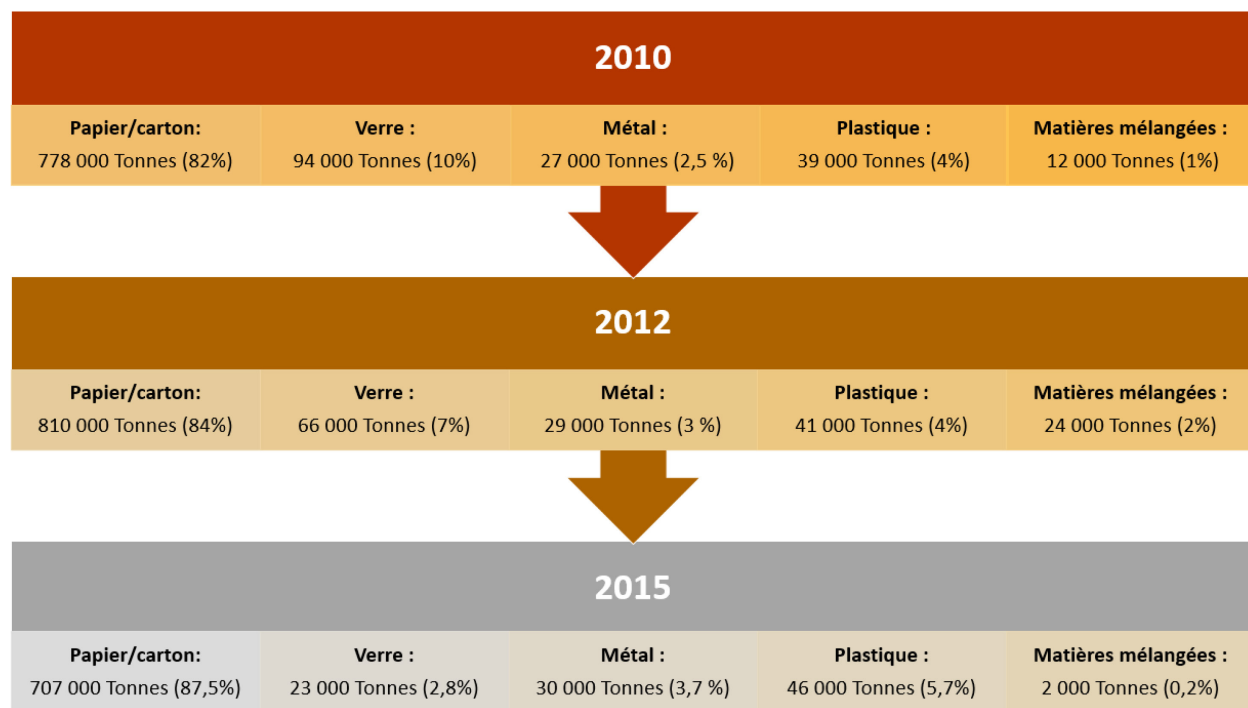 2010
Papier/carton:
778 000 Tonnes (82%)
Verre :
94 000 Tonnes (10%)
Métal :
27 000 Tonnes (2,5 %)
Plastique :
39 000 Tonnes (4%)
Matières mélangées :
12 000 Tonnes (1%)
2012
Papier/carton:
810 000 Tonnes (84%)
Verre :
66 000 Tonnes (7%)
Métal :
29 000 Tonnes (3 %)
Plastique :
41 000 Tonnes (4%)
Matières mélangées :
24 000 Tonnes (2%)
2015
Papier/carton:
707 000 Tonnes (87,5%)
Verre :
23 000 Tonnes (2,8%)
Métal :
30 000 Tonnes (3,7 %)
Plastique :
46 000 Tonnes (5,7%)
Matières mélangées :
2 000 Tonnes (0,2%)